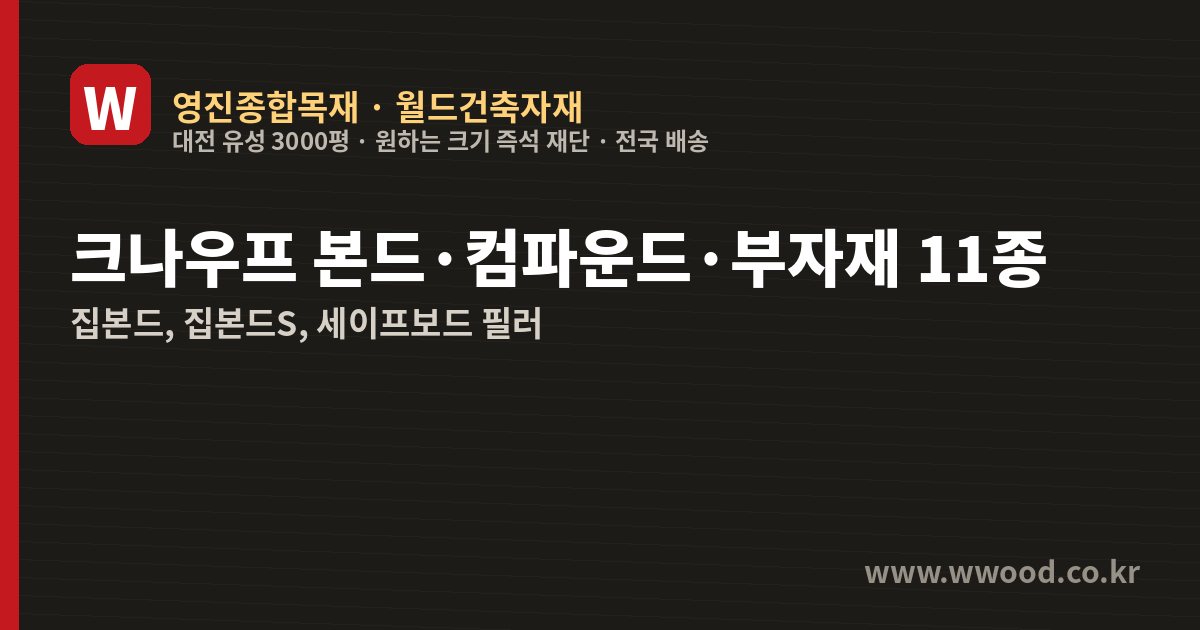 W
영진종합목재 · 월드건축자재
대전 유성 3000평 · 원하는 크기 즉석 재단 · 전국 배송
크나우프 본드·컴파운드·부자재 11종
집본드, 집본드S, 세이프보드 필러
www.wwood.co.kr